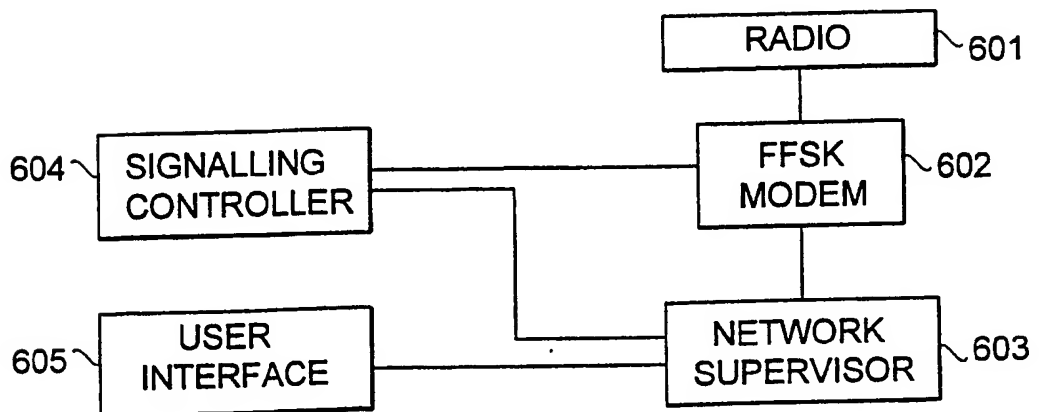 RADIO
601
604
SIGNALLING
CONTROLLER
FFSK
MODEM
602
605
USER
INTERFACE
NETWORK
SUPERVISOR
603